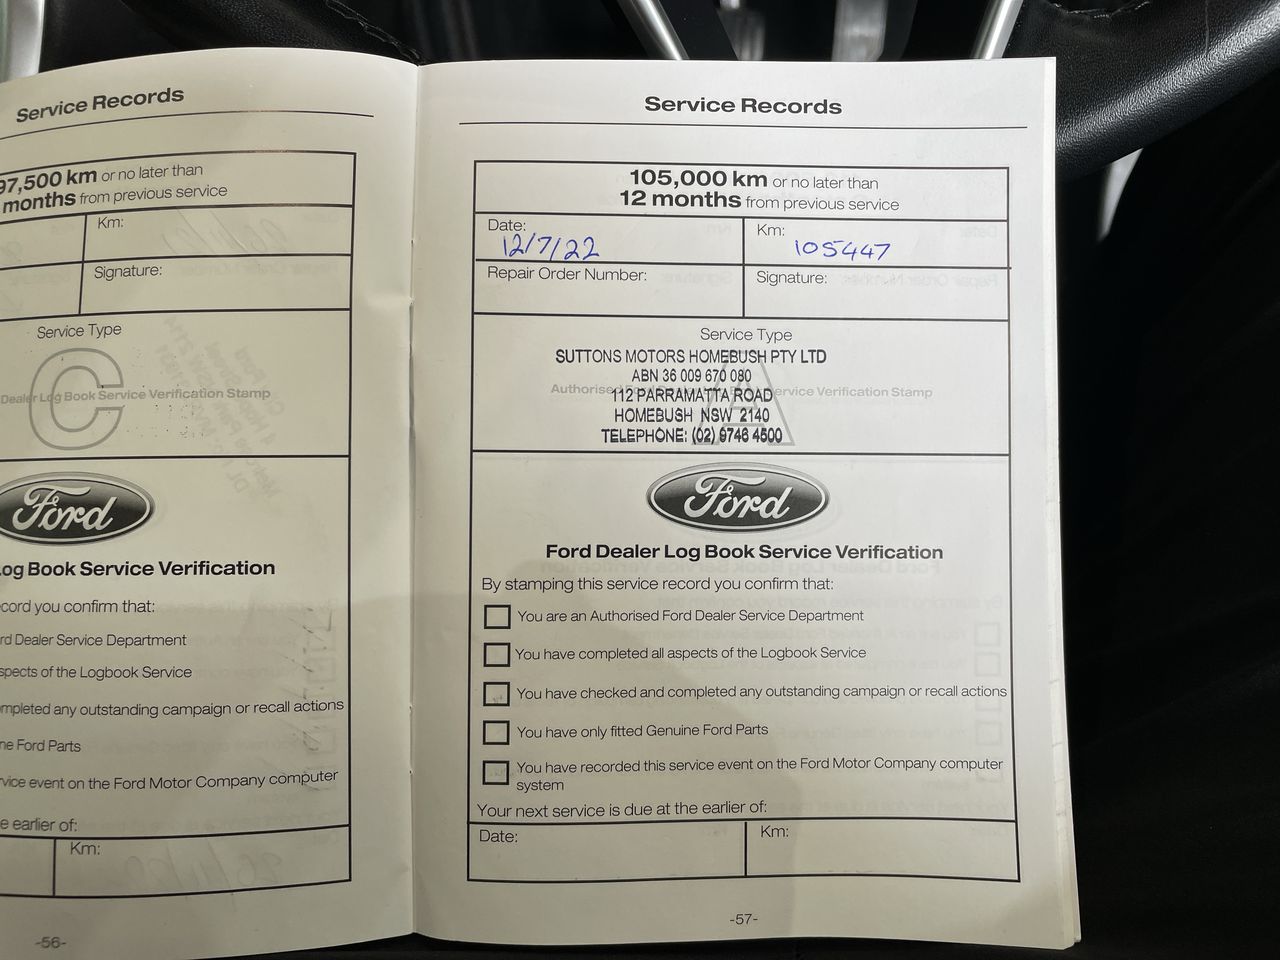 Service Records
97,500 km or no later than
months from previous service
Km:
Signature:
Service Type
C
Dealer Log Book Service Verification Stamp
Ford
Log Book Service Verification
cord you confirm that:
rd Dealer Service Department
spects of the Logbook Service
mpleted any outstanding campaign or recall actions
ne Ford Parts
rvice event on the Ford Motor Company computer
e earlier of:
Km:
-56-
Service Records
105,000 km or no later than
12 months from previous service
Date:
12/7/22
Km:
105447
Repair Order Number:
Signature:
Service Type
SUTTONS MOTORS HOMEBUSH PTY LTD
ABN 36 009 670 080
112 PARRAMATTA ROAD
HOMEBUSH NSW 2140
TELEPHONE: (02) 9746 4500
A
Ford
Ford Dealer Log Book Service Verification
By stamping this service record you confirm that:
You are an Authorised Ford Dealer Service Department
You have completed all aspects of the Logbook Service
You have checked and completed any outstanding campaign or recall actions
You have only fitted Genuine Ford Parts
You have recorded this service event on the Ford Motor Company computer
system
Your next service is due at the earlier of:
Date:
Km:
-57-